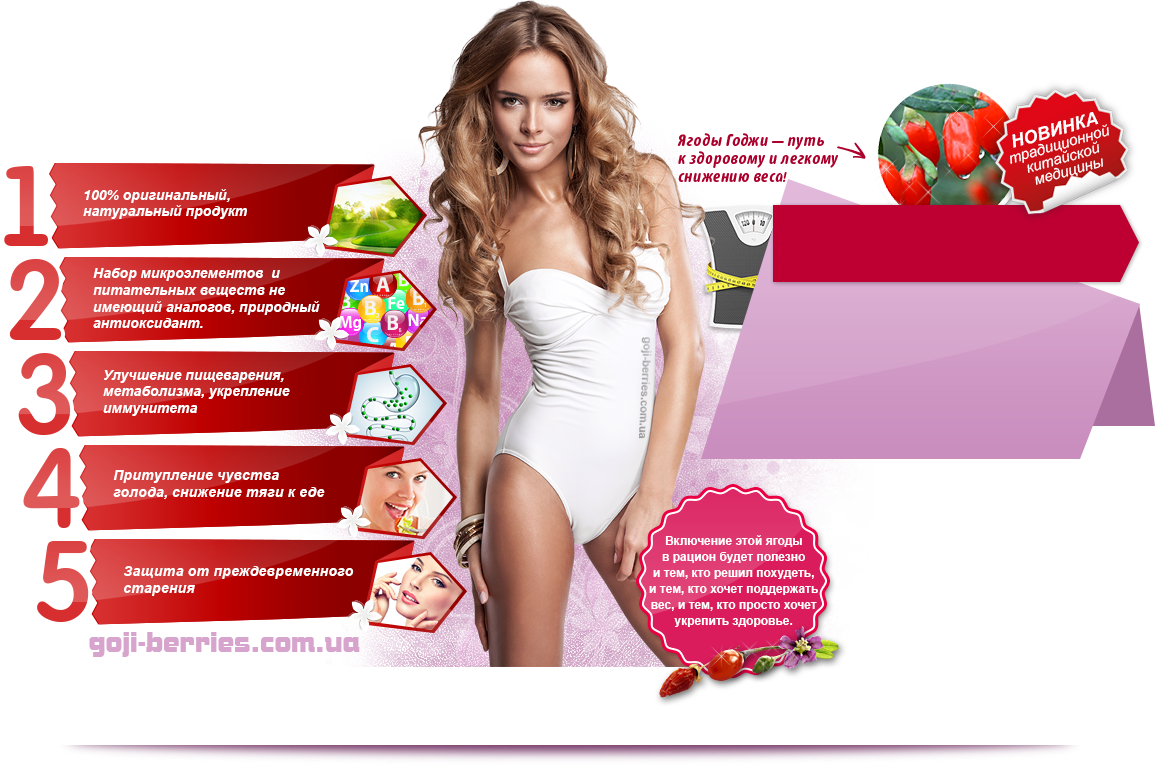 Ягоды Годжи — путь
к здоровому и легкому
снижению веса!
НОВИНКА
традиционной
китайской
медицины
1
100% оригинальный,
натуральный продукт
2
Набор микроэлементов и
питательных веществ не
имеющий аналогов, природный
антиоксидант.
Zn A B
B Fe B
Mg B Na
C
3
Улучшение пищеварения,
метаболизма, укрепление
иммунитета
4
Притупление чувства
голода, снижение тяги к еде
5
Защита от преждевременного
старения
goji-berries.com.ua
goji-berries.com.ua
Включение этой ягоды
в рацион будет полезно
и тем, кто решил похудеть,
и тем, кто хочет поддержать
вес, и тем, кто просто хочет
укрепить здоровье.